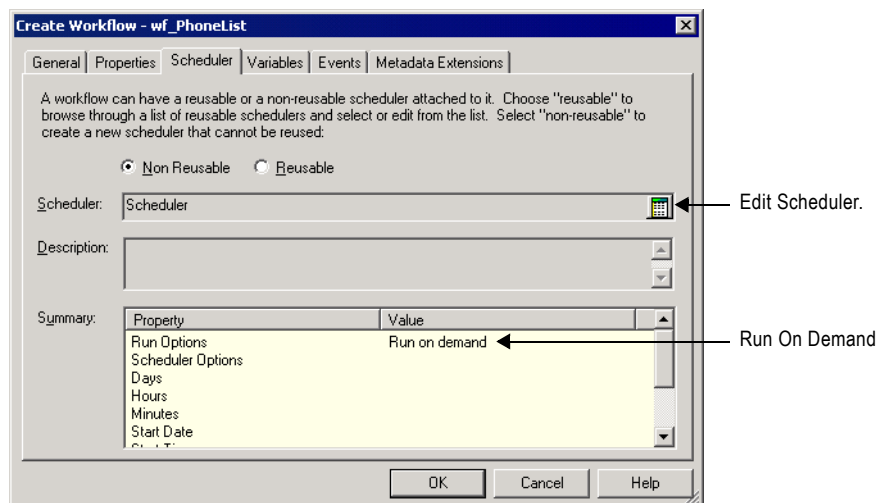 Create Workflow - wf_PhoneList
General Properties Scheduler Variables Events Metadata Extensions
A workflow can have a reusable or a non-reusable scheduler attached to it. Choose "reusable" to
browse through a list of reusable schedulers and select or edit from the list. Select "non-reusable" to
create a new scheduler that cannot be reused:
Non Reusable Reusable
Scheduler: Scheduler
Edit Scheduler.
Description:
Summary:
Property Value
Run Options Run on demand
Run On Demand
Scheduler Options
Days
Hours
Minutes
Start Date
OK Cancel Help